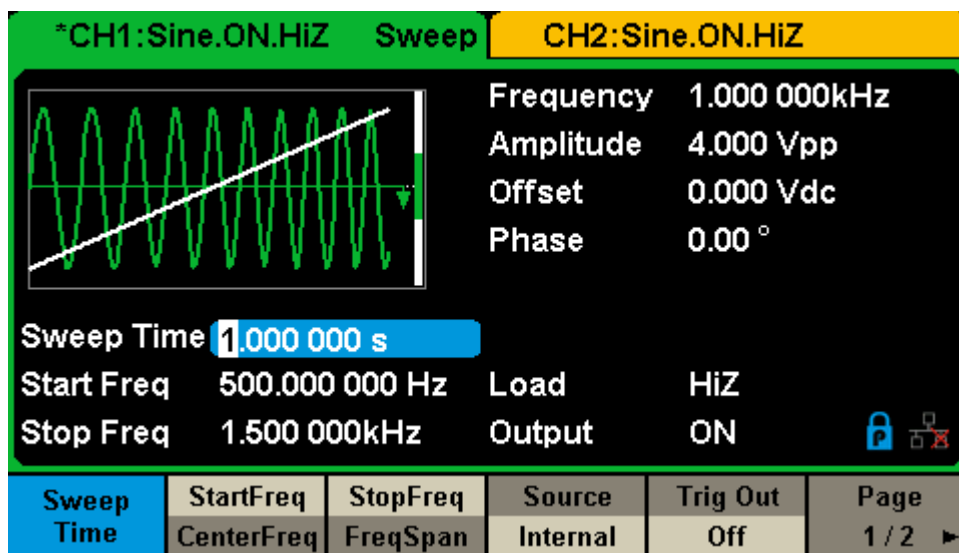 *CH1:Sine.ON.HiZ Sweep CH2:Sine.ON.HiZ
Frequency 1.000 000kHz
Amplitude 4.000 Vpp
Offset 0.000 Vdc
Phase 0.00 °
Sweep Time 1.000 000 s
Start Freq 500.000 000 Hz Load HiZ
Stop Freq 1.500 000kHz Output ON P
Sweep Time StartFreq CenterFreq StopFreq FreqSpan Source Internal Trig Out Off Page 1/2 ►